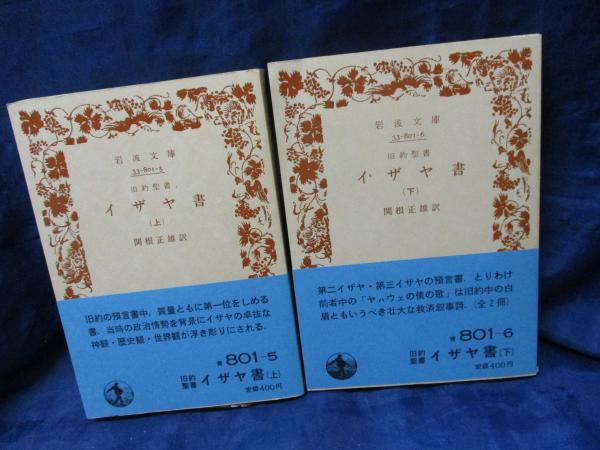 岩波文庫
33-801-5
旧約聖書
イザヤ書
(上)
関根正雄訳
旧約の預言書中,質量ともに第一位をしめる
書.当時の政治情勢を背景にイザヤの卓抜な
神観・歴史観・世界観が浮き彫りにされる.
青 801-5
旧約
聖書 イザヤ書(上)
定価400円
岩波文庫
33-801-6
旧約聖書
イザヤ書
(下)
関根正雄訳
第二イザヤ・第三イザヤの預言書.とりわけ
前者中の「ヤハウェの僕の歌」は旧約中の白
眉ともいうべき壮大な救済叙事詩.(全2冊)
青 801-6
旧約
聖書 イザヤ書(下)
定価400円